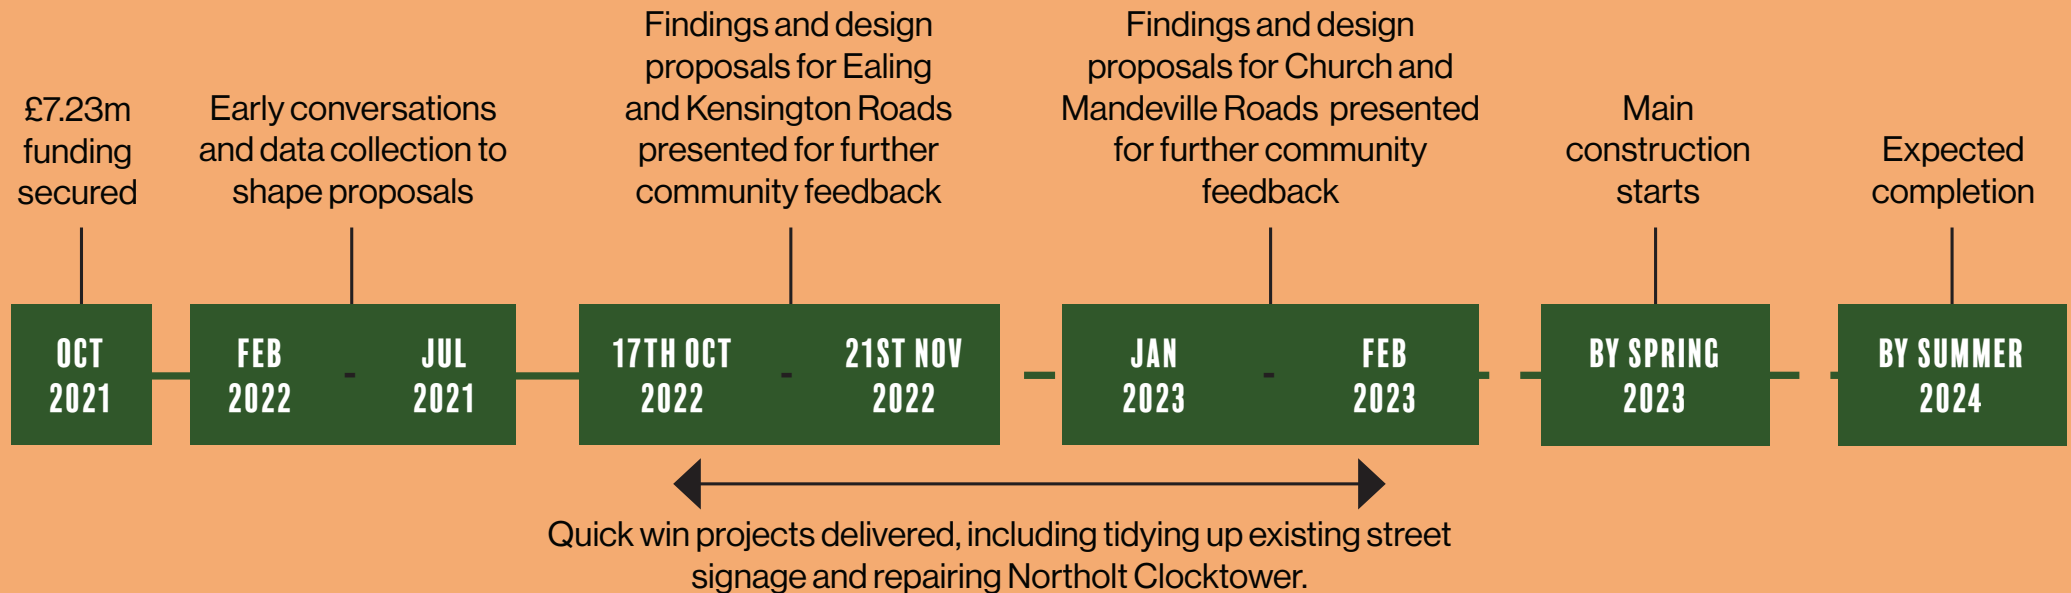 £7.23m
funding
secured
Early conversations
and data collection to
shape proposals
Findings and design
proposals for Ealing
and Kensington Roads
presented for further
community feedback
Findings and design
proposals for Church and
Mandeville Roads presented
for further community
feedback
Main
construction
starts
Expected
completion
OCT
2021
FEB
2022
-
JUL
2021
17TH OCT
2022
-
21ST NOV
2022
JAN
2023
-
FEB
2023
BY SPRING
2023
BY SUMMER
2024
Quick win projects delivered, including tidying up existing street
signage and repairing Northolt Clocktower.